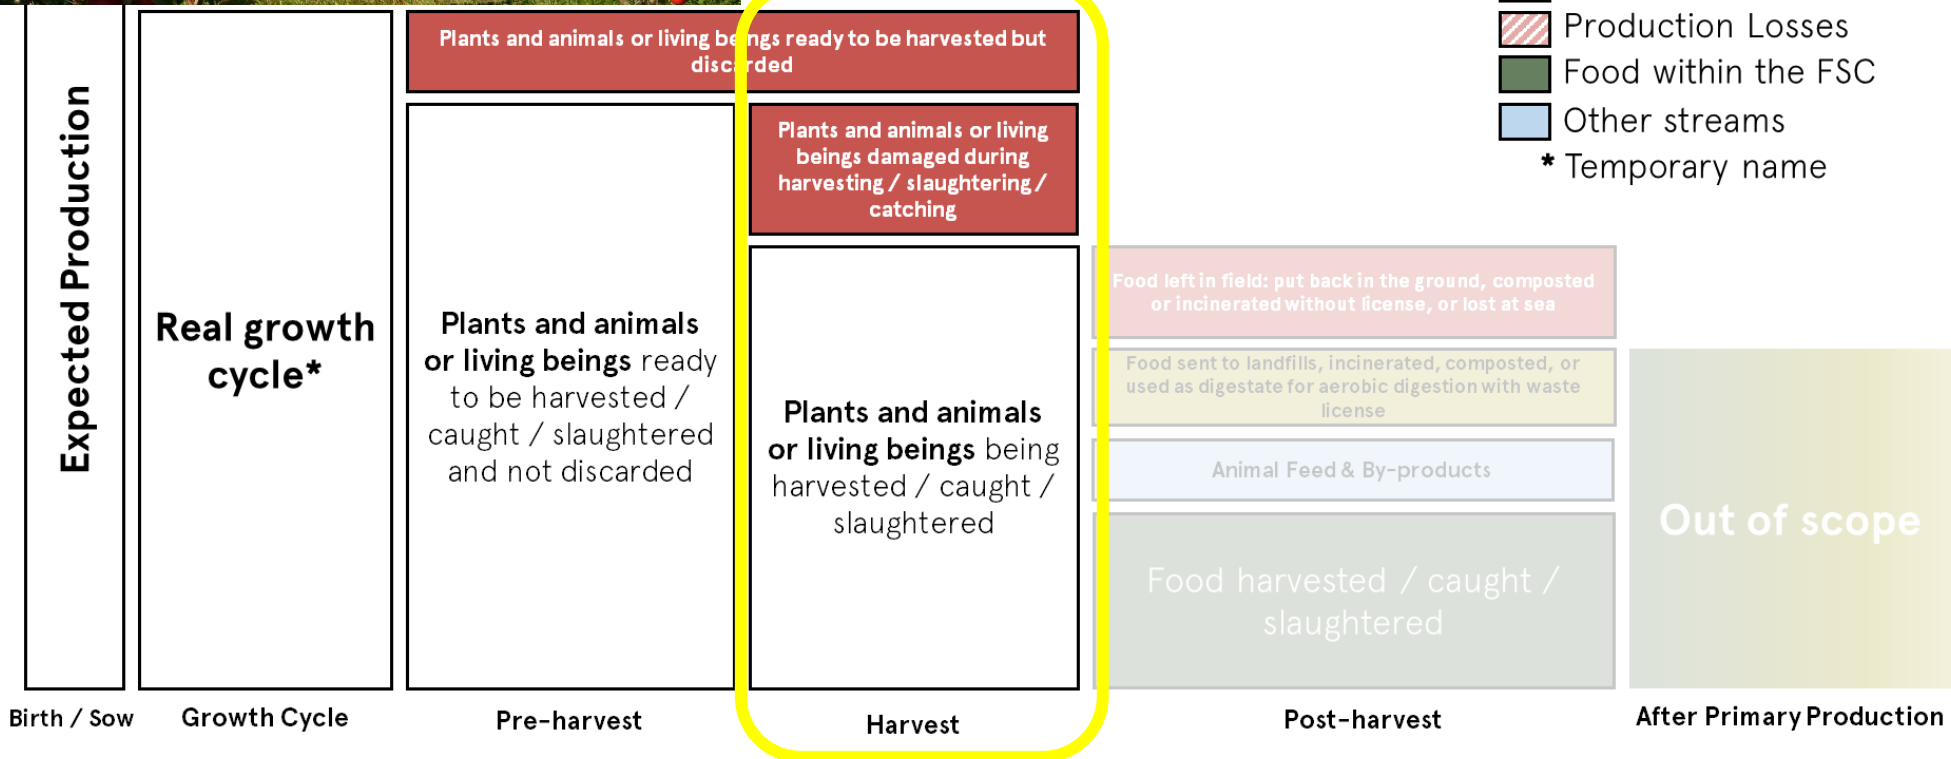 Expected Production
Real growth
cycle*
Plants and animals or living beings ready to be harvested but
discarded
Plants and animals
or living beings ready
to be harvested /
caught / slaughtered
and not discarded
Plants and animals or living
beings damaged during
harvesting / slaughtering /
catching
Plants and animals
or living beings being
harvested / caught /
slaughtered
Food left in field: put back in the ground, composted
or incinerated without license, or lost at sea
Food sent to landfills, incinerated, composted, or
used as digestate for aerobic digestion with waste
license
Animal Feed & By-products
Food harvested / caught /
slaughtered
Out of scope
Production Losses
Food within the FSC
Other streams
* Temporary name
Birth / Sow
Growth Cycle
Pre-harvest
Harvest
Post-harvest
After Primary Production